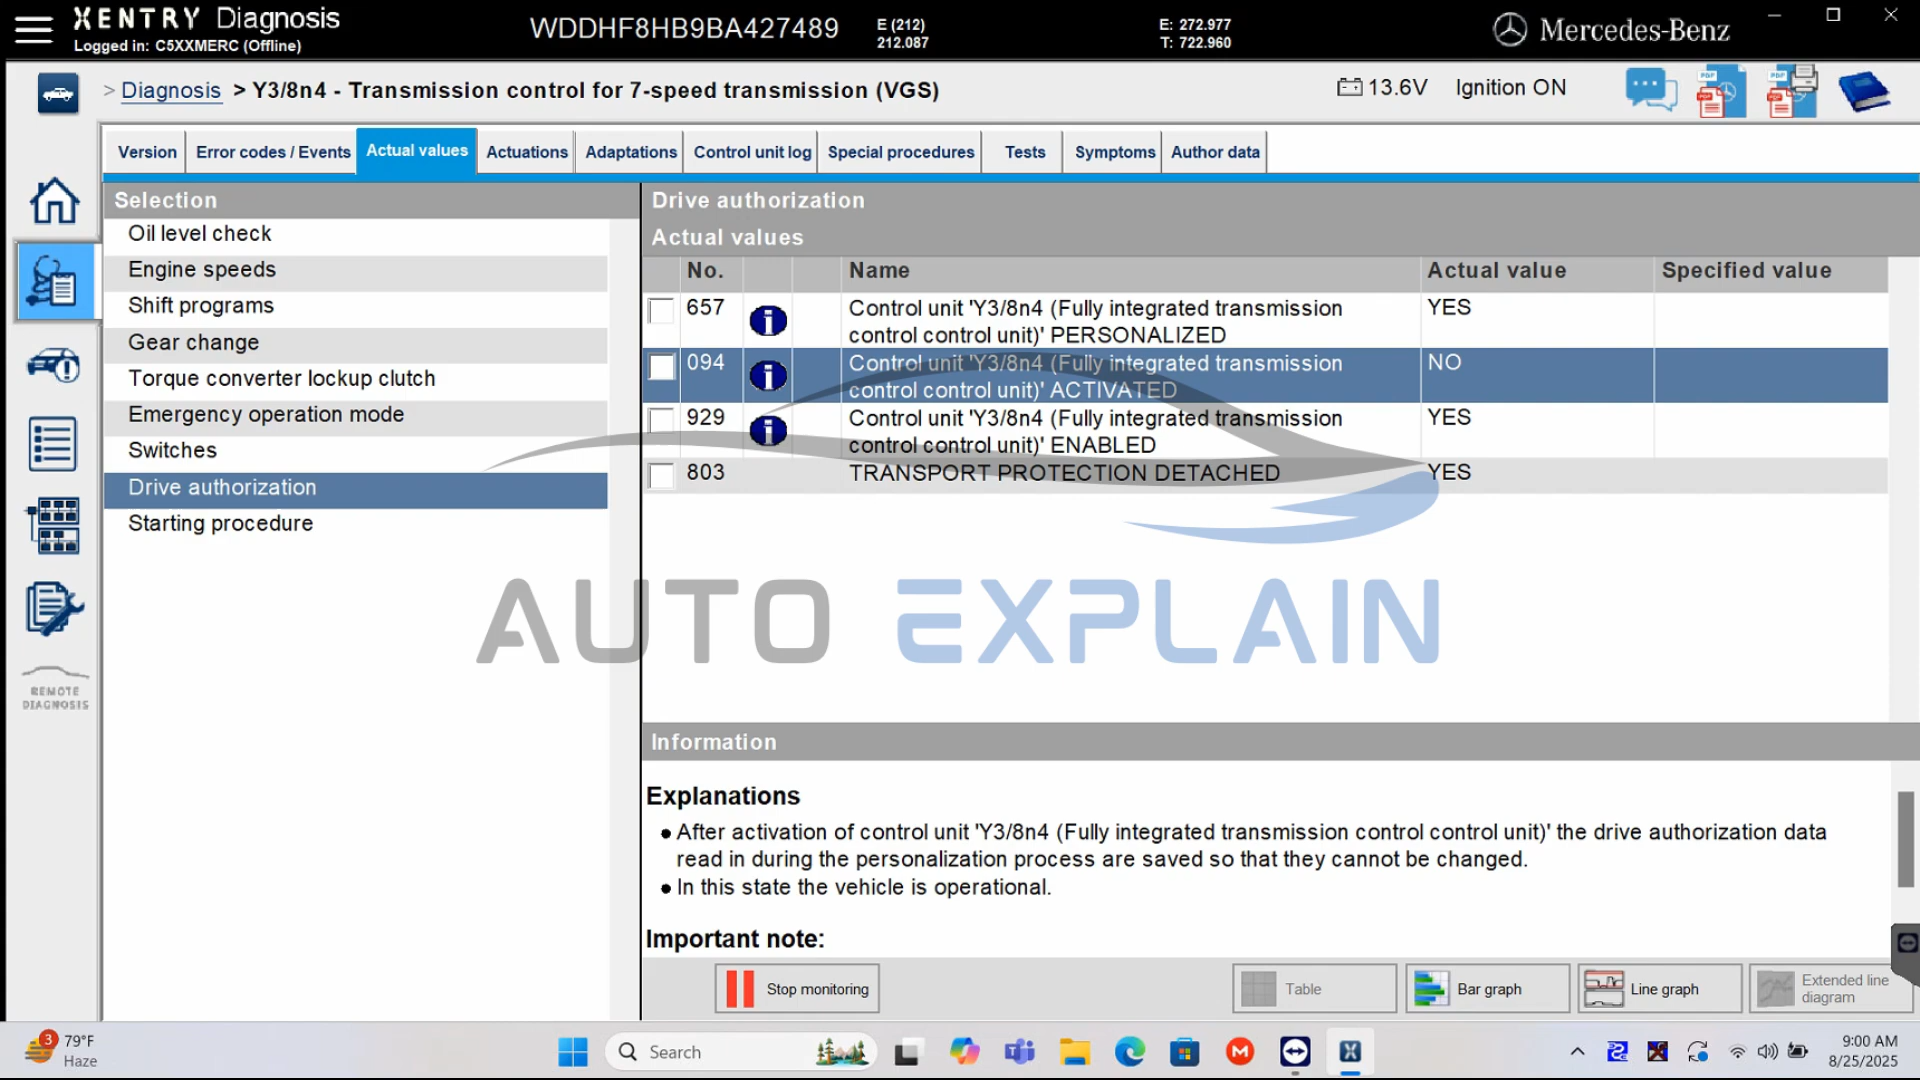 XENTRY Diagnosis
Logged in: C5XXMERC (Offline)
WDDHF8HB9BA427489
E (212)
212.087
E: 272.977
T: 722.960
Mercedes-Benz
> Diagnosis > Y3/8n4 - Transmission control for 7-speed transmission (VGS)
13.6V
Ignition ON
PDF
PDF
PDF
PDF
Version
Error codes / Events
Actual values
Actuations
Adaptations
Control unit log
Special procedures
Tests
Symptoms
Author data
Selection
Oil level check
Engine speeds
Shift programs
Gear change
Torque converter lockup clutch
Emergency operation mode
Switches
Drive authorization
Starting procedure
REMOTE
DIAGNOSIS
Drive authorization
Actual values
No. Name Actual value Specified value
657 Control unit 'Y3/8n4 (Fully integrated transmission YES
control control unit)' PERSONALIZED
094 Control unit 'Y3/8n4 (Fully integrated transmission NO
control control unit)' ACTIVATED
929 Control unit 'Y3/8n4 (Fully integrated transmission YES
control control unit)' ENABLED
803 TRANSPORT PROTECTION DETACHED YES
AUTO EXPLAIN
Information
Explanations
● After activation of control unit 'Y3/8n4 (Fully integrated transmission control control unit)' the drive authorization data
read in during the personalization process are saved so that they cannot be changed.
● In this state the vehicle is operational.
Important note:
Stop monitoring
Table
Bar graph
Line graph
Extended line
diagram
3
79°F
Haze
Search
9:00 AM
8/25/2025